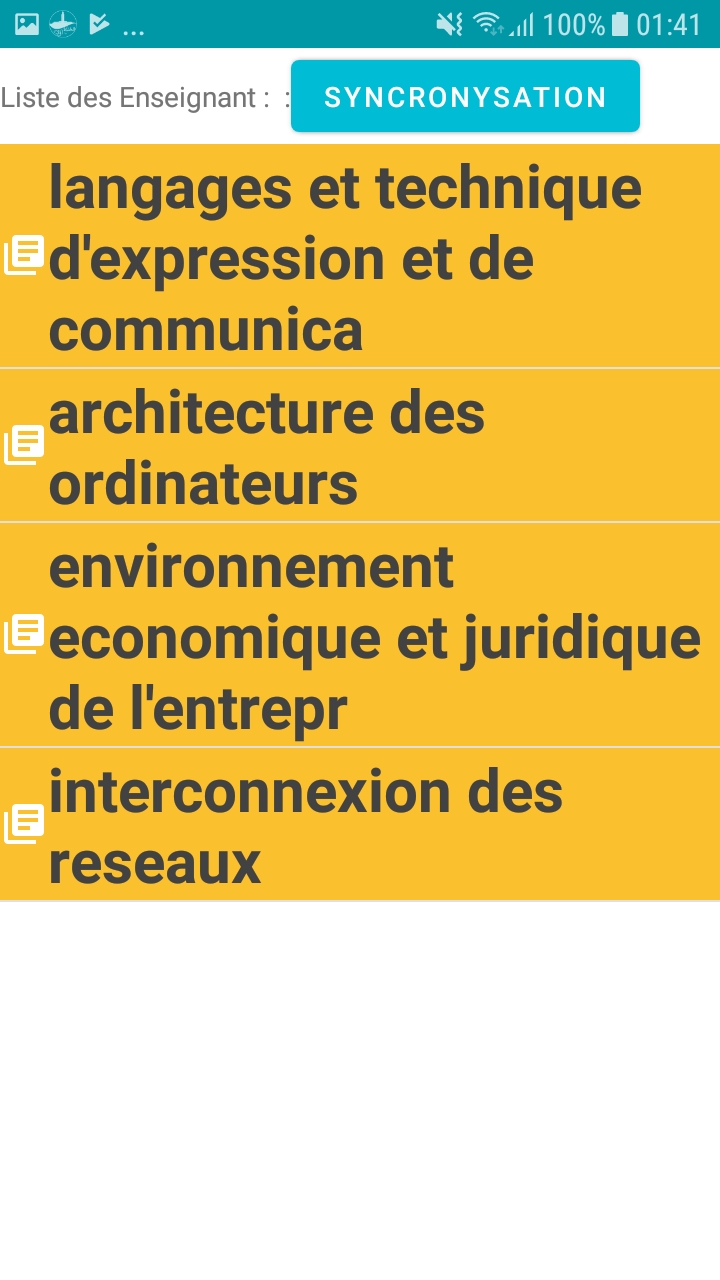 ... 100% 01:41
Liste des Enseignant :  : SYNCRONYSATION
langages et technique
d'expression et de
communica
architecture des
ordinateurs
environnement
economique et juridique
de l'entrepr
interconnexion des
reseaux